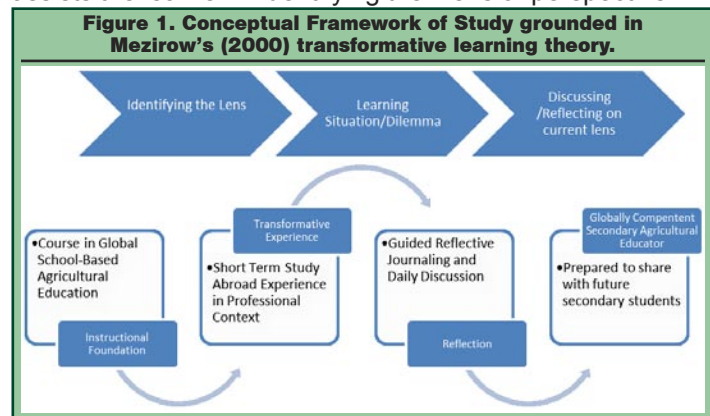 Figure 1. Conceptual Framework of Study grounded in
Mezirow's (2000) transformative learning theory.
Identifying the Lens
Learning
Situation/Dilemma
Discussing
/Reflecting on
current lens
•Course in Global
School-Based
Agricultural
Education
Instructional
Foundation
Transformative
Experience
•Short Term Study
Abroad Experience
in Professional
Context
•Guided Reflective
Journaling and
Daily Discussion
Reflection
Globally Compentent
Secondary Agricultural
Educator
•Prepared to share
with future
secondary students